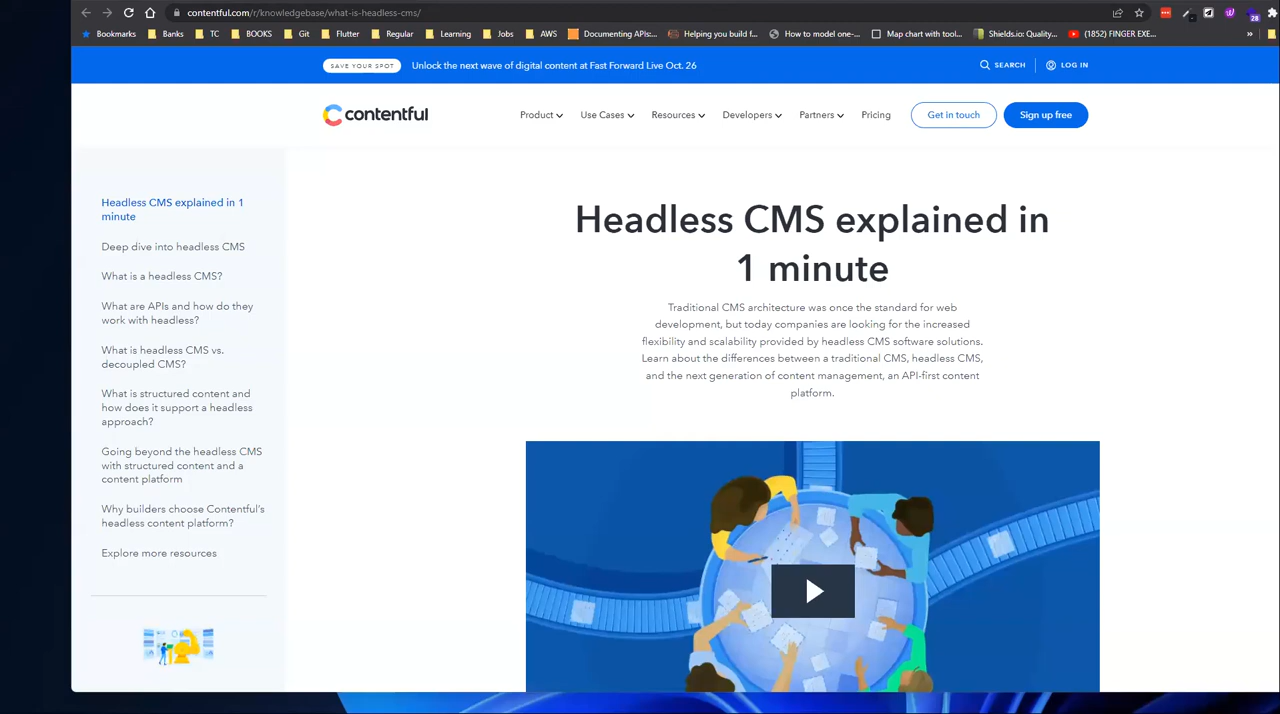 contentful.com/r/knowledgebase/what-is-headless-cms/
28
Bookmarks Banks TC BOOKS Git Flutter Regular Learning Jobs AWS Documenting APIs:... Helping you build f... How to model one-... Map chart with tool... Shields.io: Quality... (1852) FINGER EXE... »
SAVE YOUR SPOT Unlock the next wave of digital content at Fast Forward Live Oct. 26 SEARCH LOG IN
contentful Product Use Cases Resources Developers Partners Pricing Get in touch Sign up free
Headless CMS explained in 1
minute
Deep dive into headless CMS
What is a headless CMS?
What are APIs and how do they
work with headless?
What is headless CMS vs.
decoupled CMS?
What is structured content and
how does it support a headless
approach?
Going beyond the headless CMS
with structured content and a
content platform
Why builders choose Contentful's
headless content platform?
Explore more resources
Headless CMS explained in
1 minute
Traditional CMS architecture was once the standard for web
development, but today companies are looking for the increased
flexibility and scalability provided by headless CMS software solutions.
Learn about the differences between a traditional CMS, headless CMS,
and the next generation of content management, an API-first content
platform.